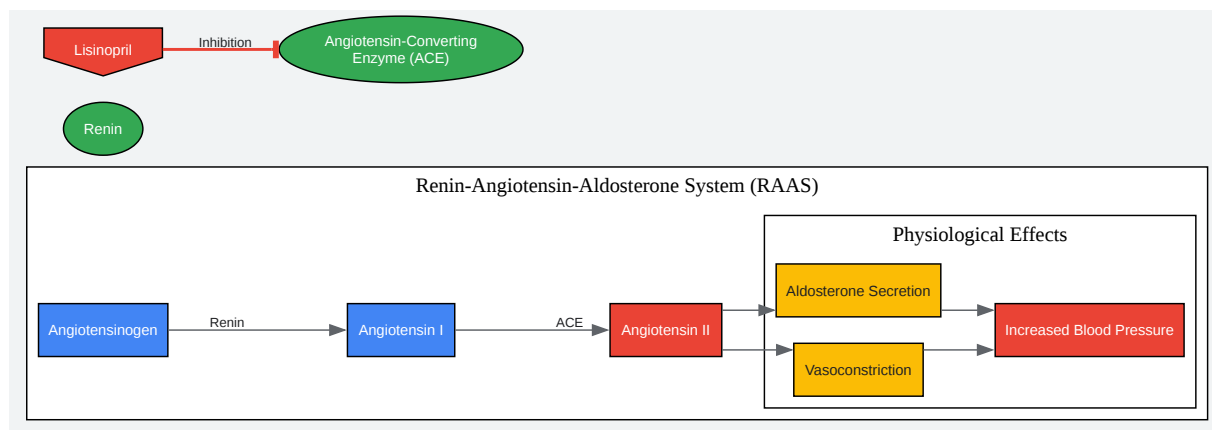 Lisinopril
Inhibition
Angiotensin-Converting
Enzyme (ACE)
Renin
Renin-Angiotensin-Aldosterone System (RAAS)
Physiological Effects
Angiotensinogen
Renin
Angiotensin I
ACE
Angiotensin II
Aldosterone Secretion
Vasoconstriction
Increased Blood Pressure